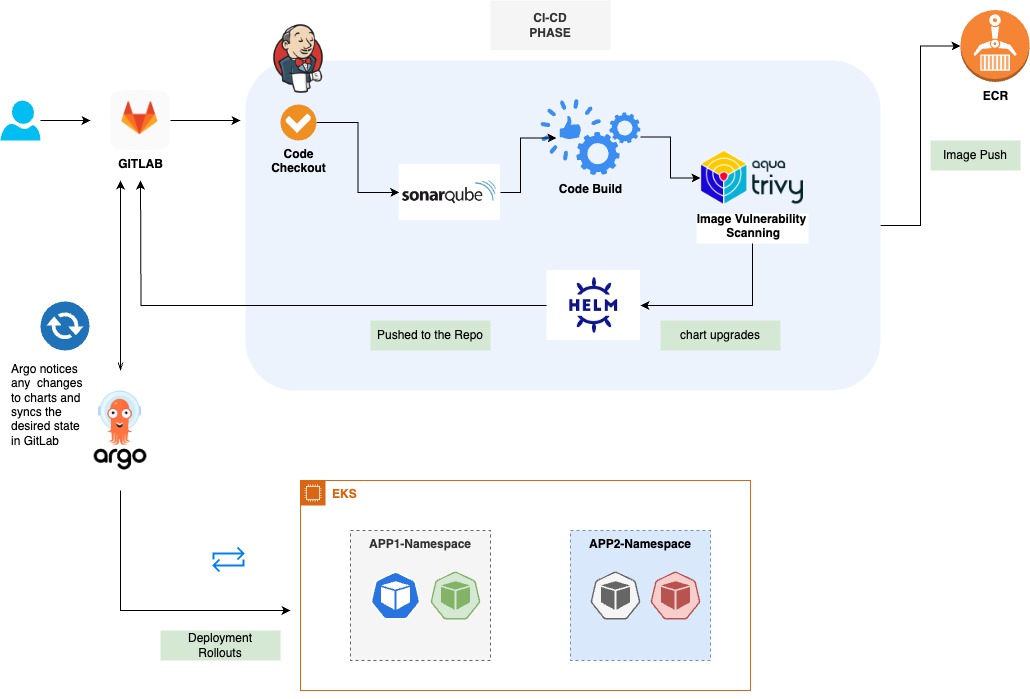 CI-CD
PHASE
ECR
Image Push
GITLAB
Code
Checkout
sonarqube
Code Build
aqua
trivy
Image Vulnerability
Scanning
HELM
Pushed to the Repo
chart upgrades
Argo notices
any changes
to charts and
syncs the
desired state
in GitLab
argo
EKS
APP1-Namespace
APP2-Namespace
Deployment
Rollouts